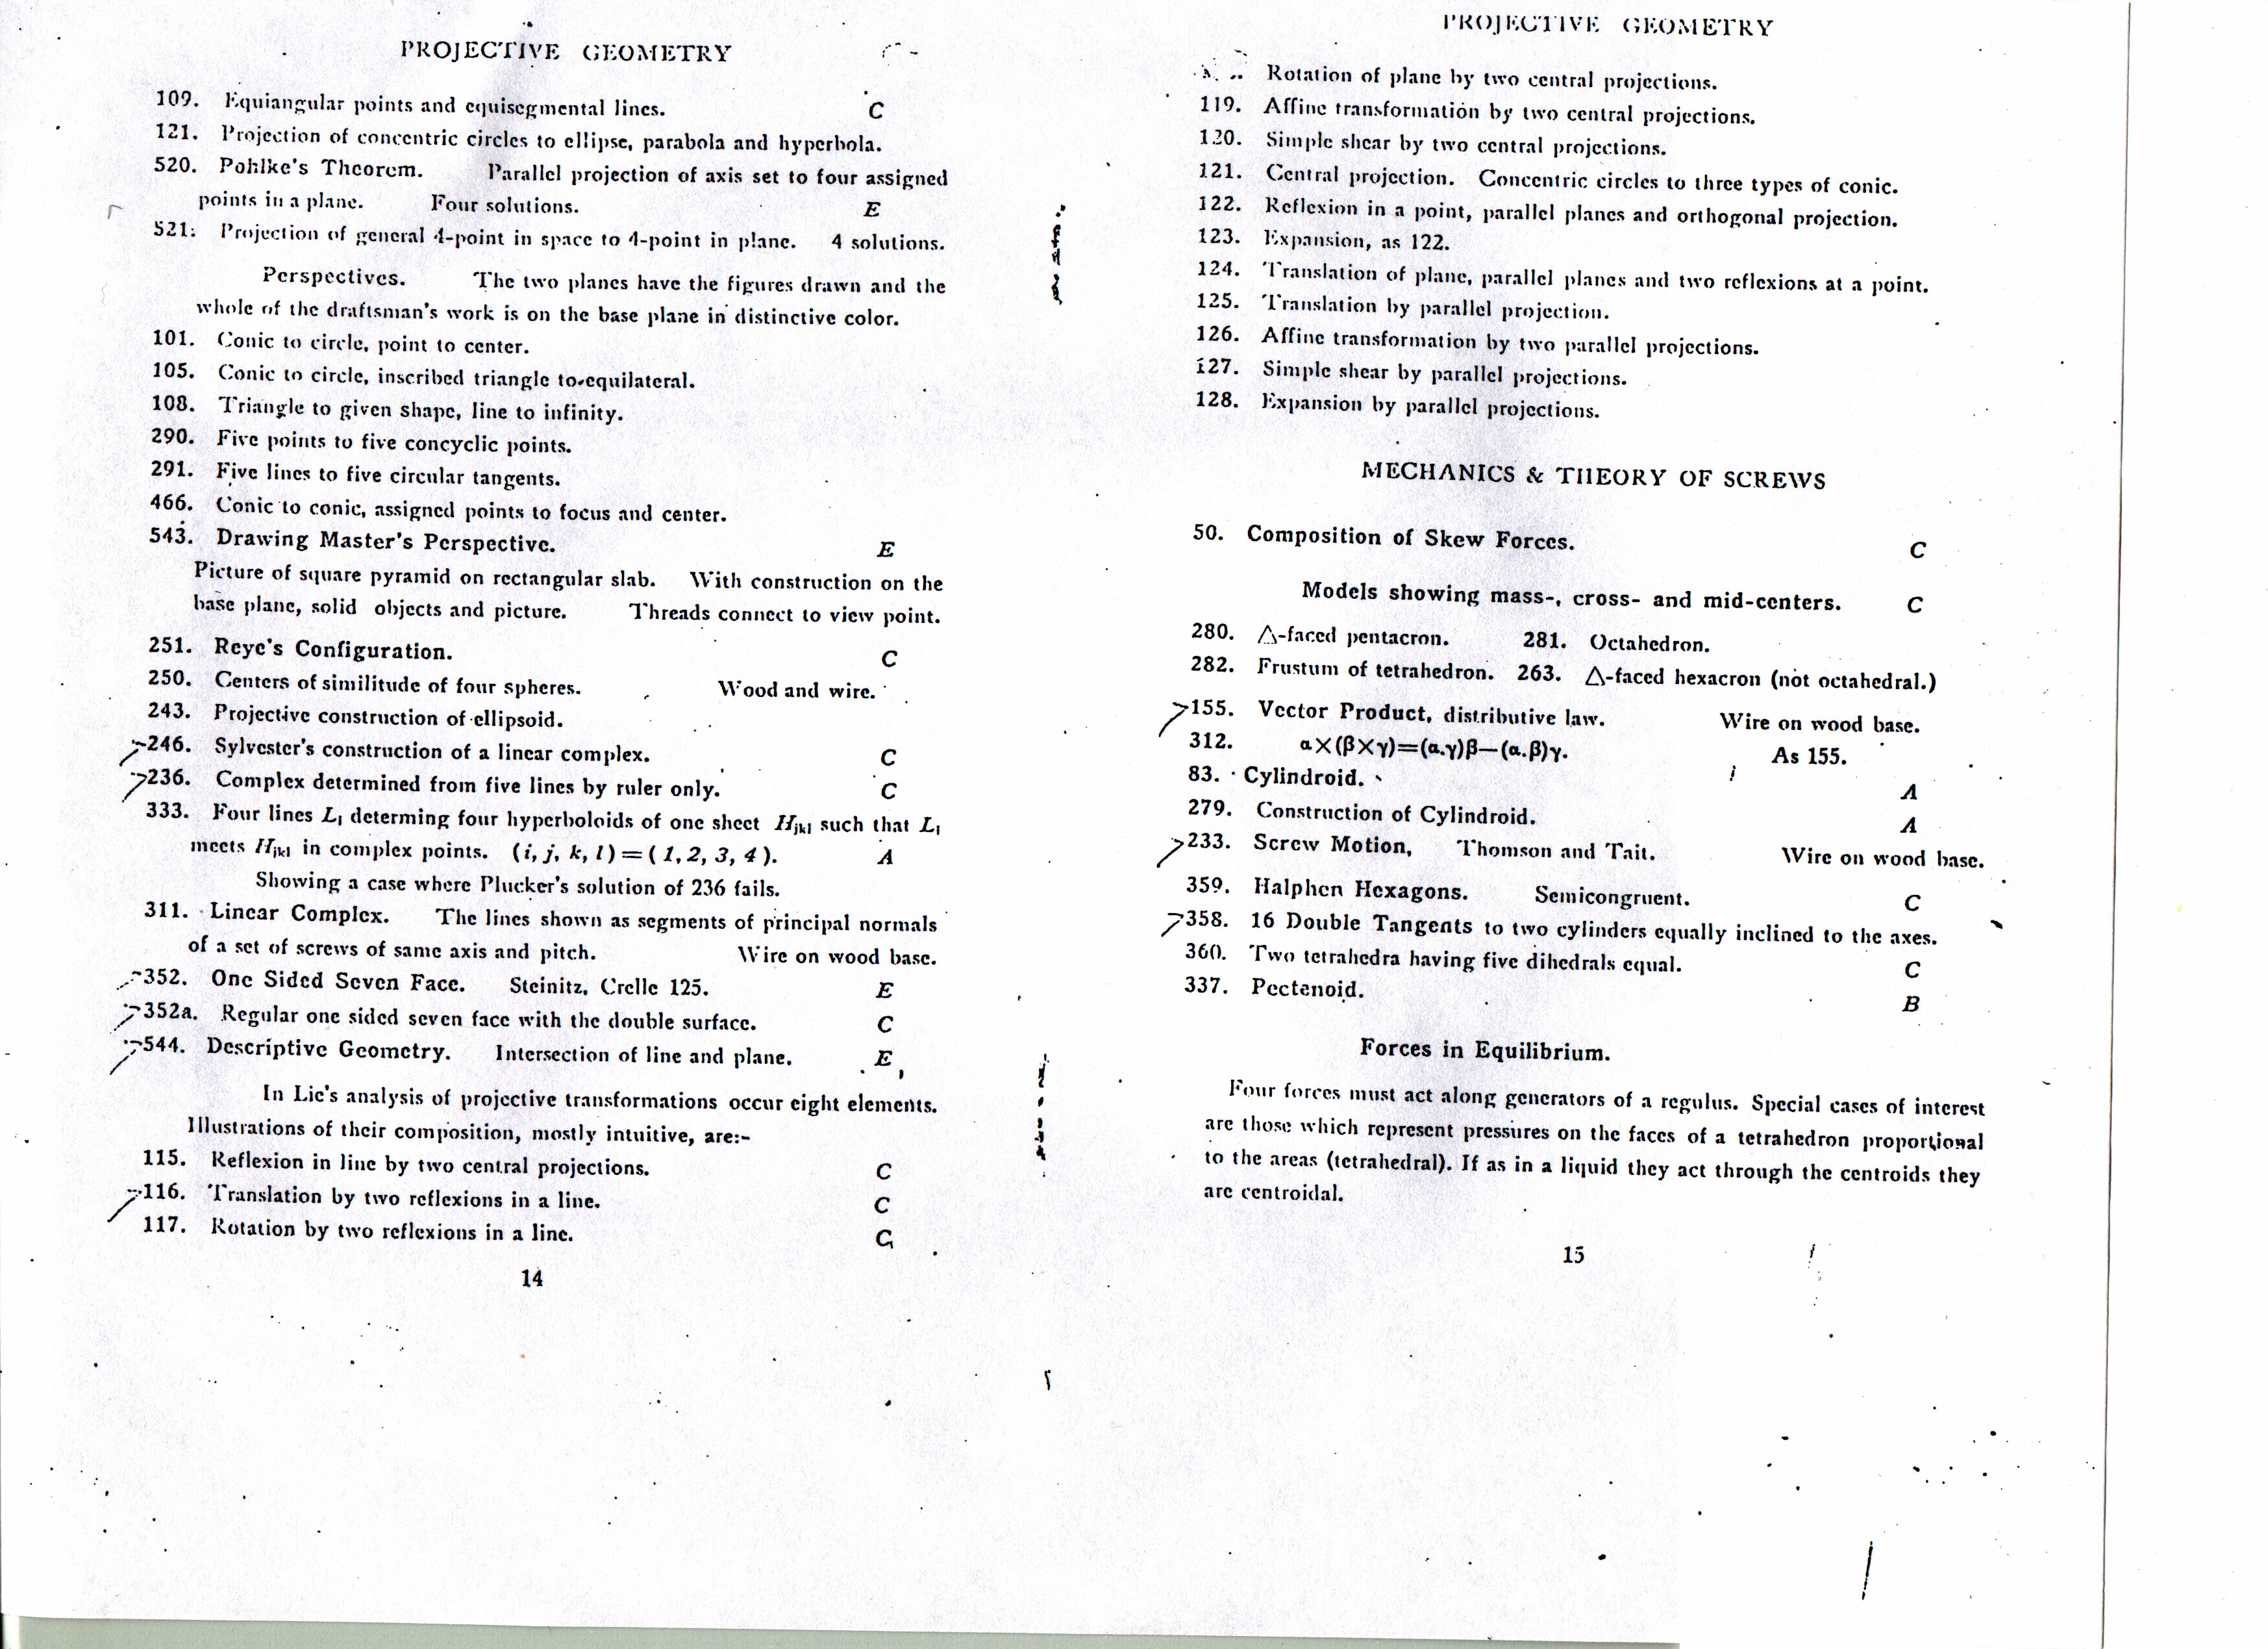 PROJECTIVE GEOMETRY
109. Equiangular points and equisegmental lines. C
121. Projection of concentric circles to ellipse, parabola and hyperbola.
520. Pohlke's Theorem. Parallel projection of axis set to four assigned
points in a plane. Four solutions. E
521. Projection of general 4-point in space to 4-point in plane. 4 solutions.
Perspectives. The two planes have the figures drawn and the
whole of the draftsman's work is on the base plane in distinctive color.
101. Conic to circle, point to center.
105. Conic to circle, inscribed triangle to equilateral.
108. Triangle to given shape, line to infinity.
290. Five points to five concyclic points.
291. Five lines to five circular tangents.
466. Conic to conic, assigned points to focus and center.
543. Drawing Master's Perspective. E
Picture of square pyramid on rectangular slab. With construction on the
base plane, solid objects and picture. Threads connect to view point.
251. Reye's Configuration. C
250. Centers of similitude of four spheres. Wood and wire.
243. Projective construction of ellipsoid.
246. Sylvester's construction of a linear complex. C
236. Complex determined from five lines by ruler only. C
333. Four lines Lᵢ determing four hyperboloids of one sheet Hⱼₖₗ such that Lᵢ
meets Hⱼₖₗ in complex points. (i, j, k, l)=(1, 2, 3, 4). A
Showing a case where Plucker's solution of 236 fails.
311. Linear Complex. The lines shown as segments of principal normals
of a set of screws of same axis and pitch. Wire on wood base.
352. One Sided Seven Face. Steinitz, Crelle 125. E
352a. Regular one sided seven face with the double surface. C
544. Descriptive Geometry. Intersection of line and plane. E
In Lie's analysis of projective transformations occur eight elements.
Illustrations of their composition, mostly intuitive, are:-
115. Reflexion in line by two central projections. C
116. Translation by two reflexions in a line. C
117. Rotation by two reflexions in a line. C
14
PROJECTIVE GEOMETRY
Rotation of plane by two central projections.
119. Affine transformation by two central projections.
120. Simple shear by two central projections.
121. Central projection. Concentric circles to three types of conic.
122. Reflexion in a point, parallel planes and orthogonal projection.
123. Expansion, as 122.
124. Translation of plane, parallel planes and two reflexions at a point.
125. Translation by parallel projection.
126. Affine transformation by two parallel projections.
127. Simple shear by parallel projections.
128. Expansion by parallel projections.
MECHANICS & THEORY OF SCREWS
50. Composition of Skew Forces. C
Models showing mass-, cross- and mid-centers. C
280. △-faced pentacron. 281. Octahedron.
282. Frustum of tetrahedron. 263. △-faced hexacron (not octahedral.)
155. Vector Product, distributive law. Wire on wood base.
312. α×(β×γ)=(α.γ)β—(α.β)γ. As 155.
83. Cylindroid. A
279. Construction of Cylindroid. A
233. Screw Motion, Thomson and Tait. Wire on wood base.
359. Halphen Hexagons. Semicongruent. C
358. 16 Double Tangents to two cylinders equally inclined to the axes.
360. Two tetrahedra having five dihedrals equal. C
337. Pectenoid. B
Forces in Equilibrium.
Four forces must act along generators of a regulus. Special cases of interest
are those which represent pressures on the faces of a tetrahedron proportional
to the areas (tetrahedral). If as in a liquid they act through the centroids they
are centroidal.
15